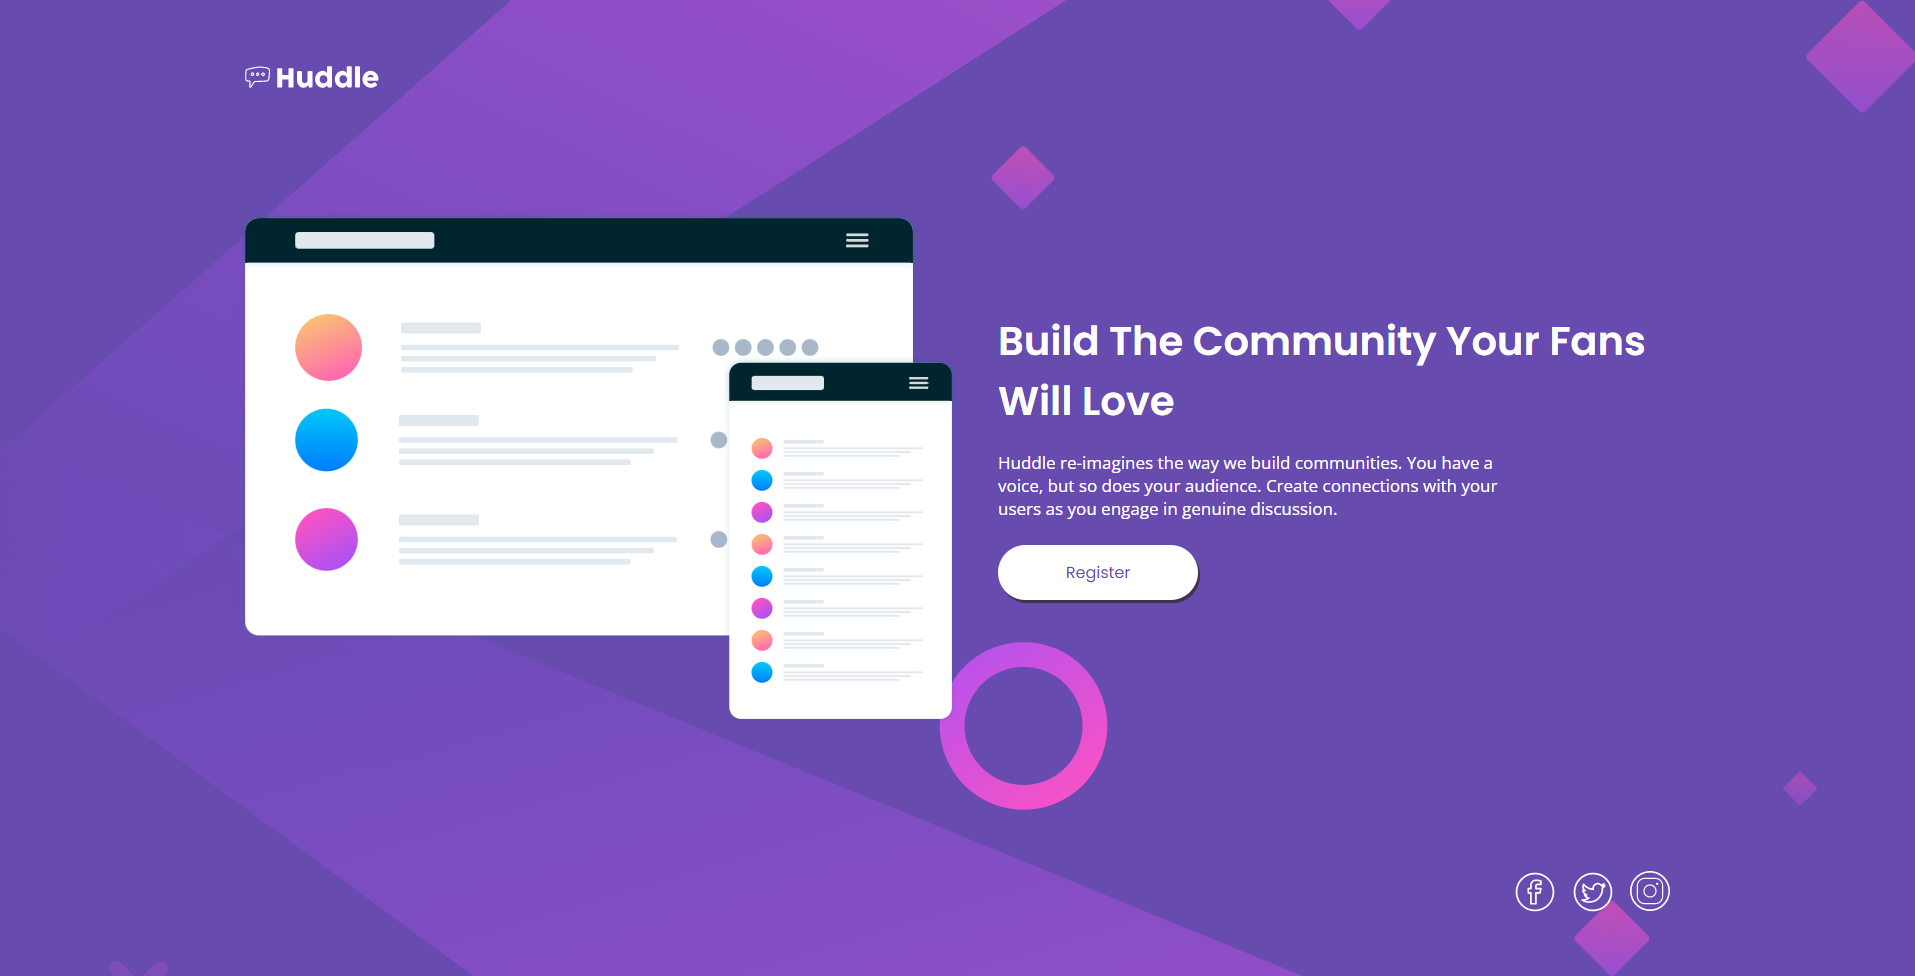 Huddle
Build The Community Your Fans
Will Love
Huddle re-imagines the way we build communities. You have a
voice, but so does your audience. Create connections with your
users as you engage in genuine discussion.
Register